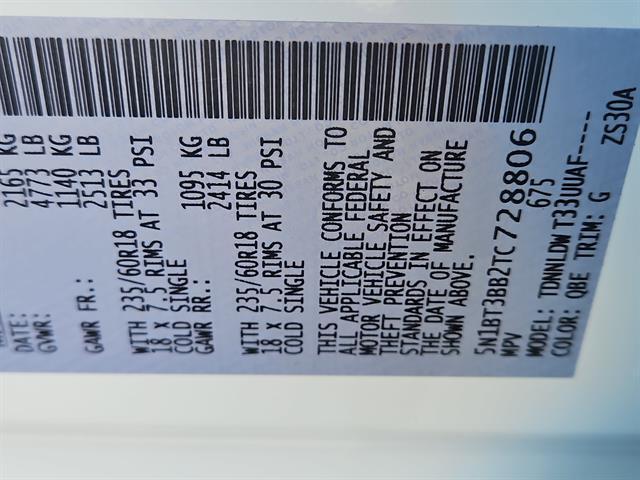 DATE:
GVWR: 2165 KG
4773 LB
GAWR FR.: 1140 KG
2513 LB
WITH 235/60R18 TIRES
18 x 7.5 RIMS AT 33 PSI
COLD SINGLE
GAWR RR.: 1095 KG
2414 LB
WITH 235/60R18 TIRES
18 x 7.5 RIMS AT 30 PSI
COLD SINGLE
THIS VEHICLE CONFORMS TO
ALL APPLICABLE FEDERAL
MOTOR VEHICLE SAFETY AND
THEFT PREVENTION
STANDARDS IN EFFECT ON
THE DATE OF MANUFACTURE
SHOWN ABOVE.
5N1BT3BB2TC728806
MPV 675
MODEL: TDNNLDW T33UUAF-----
COLOR: QBE TRIM: G ZS30A